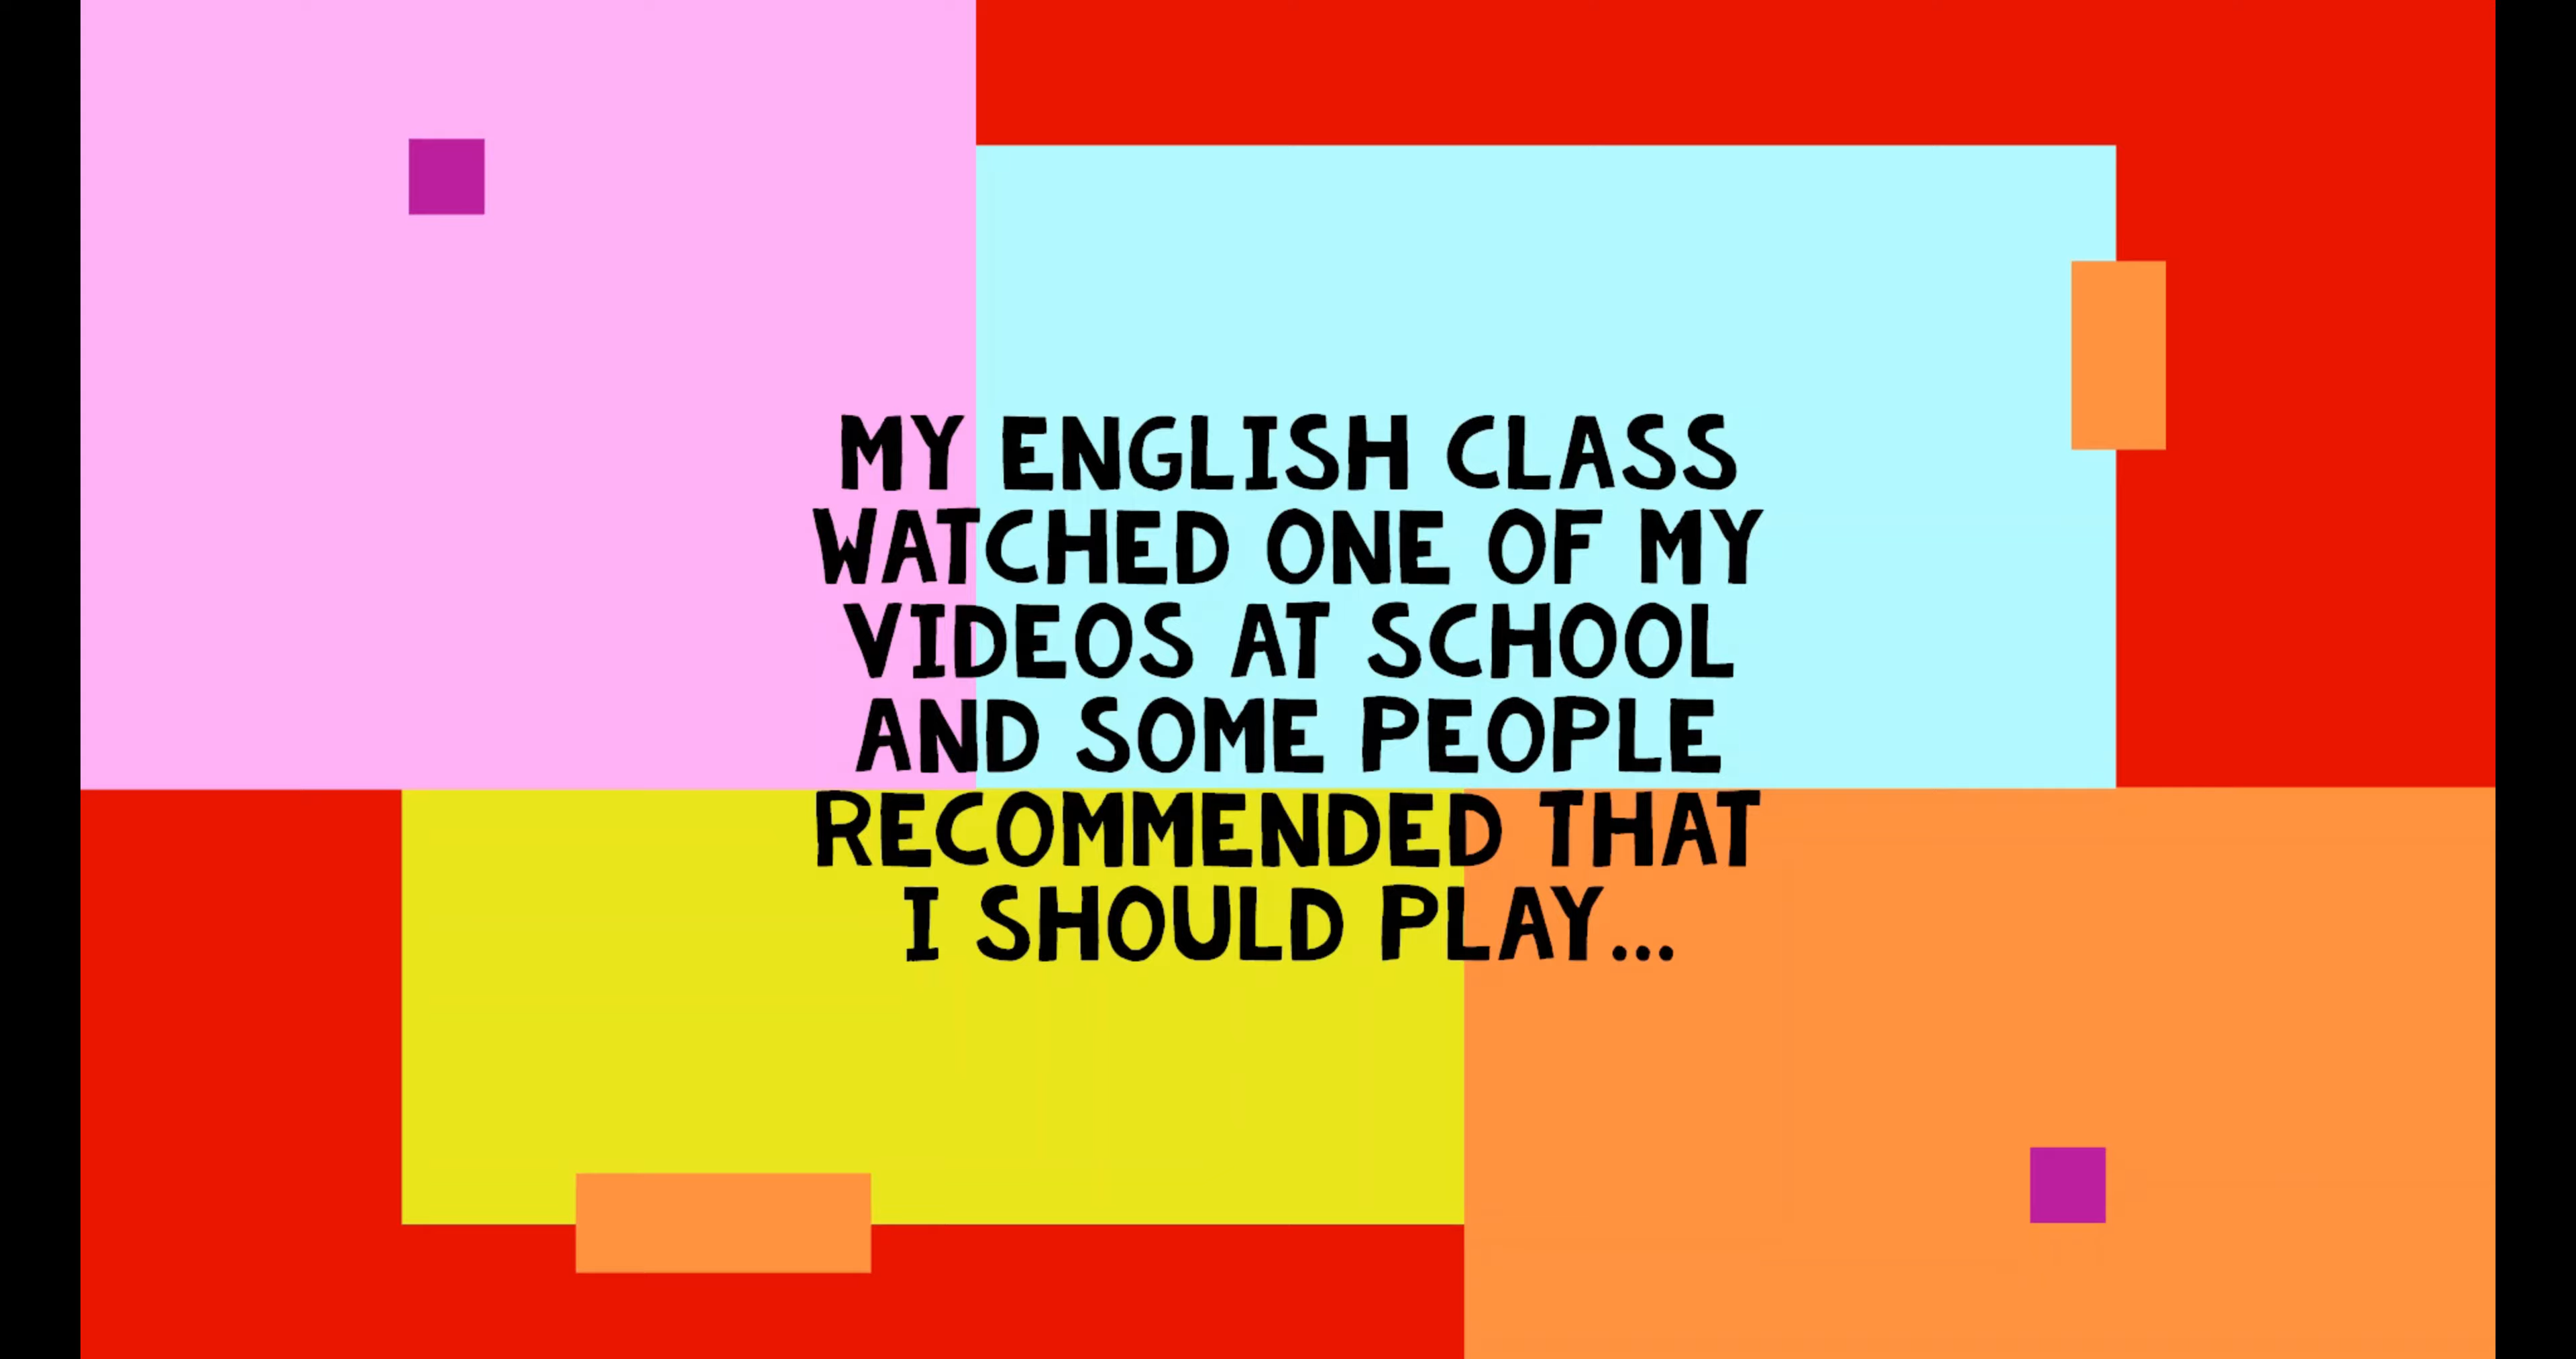 MY ENGLISH CLASS
WATCHED ONE OF MY
VIDEOS AT SCHOOL
AND SOME PEOPLE
RECOMMENDED THAT
I SHOULD PLAY...